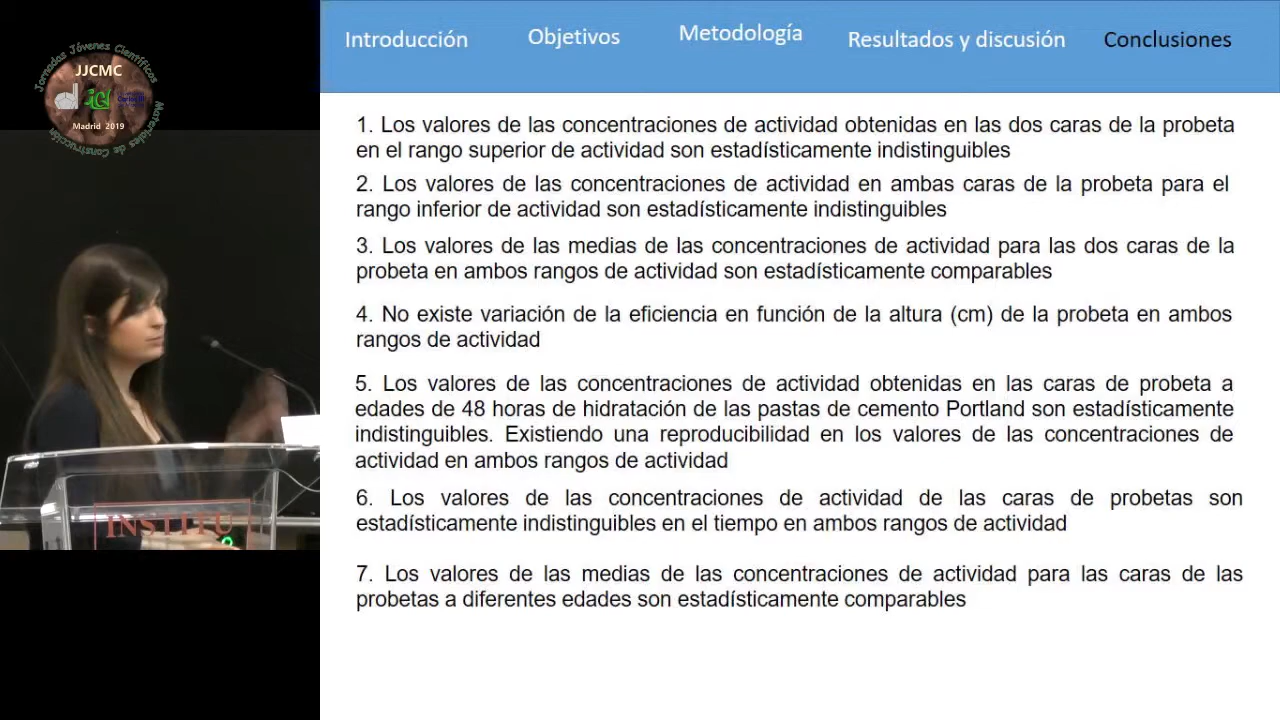 Jornadas Jóvenes Científicos
JJCMC
ici
Madrid 2019
Materiales de Construcción
INSTITU
Introducción
Objetivos
Metodología
Resultados y discusión
Conclusiones
1. Los valores de las concentraciones de actividad obtenidas en las dos caras de la probeta
en el rango superior de actividad son estadísticamente indistinguibles
2. Los valores de las concentraciones de actividad en ambas caras de la probeta para el
rango inferior de actividad son estadísticamente indistinguibles
3. Los valores de las medias de las concentraciones de actividad para las dos caras de la
probeta en ambos rangos de actividad son estadísticamente comparables
4. No existe variación de la eficiencia en función de la altura (cm) de la probeta en ambos
rangos de actividad
5. Los valores de las concentraciones de actividad obtenidas en las caras de probeta a
edades de 48 horas de hidratación de las pastas de cemento Portland son estadísticamente
indistinguibles. Existiendo una reproducibilidad en los valores de las concentraciones de
actividad en ambos rangos de actividad
6. Los valores de las concentraciones de actividad de las caras de probetas son
estadísticamente indistinguibles en el tiempo en ambos rangos de actividad
7. Los valores de las medias de las concentraciones de actividad para las caras de las
probetas a diferentes edades son estadísticamente comparables